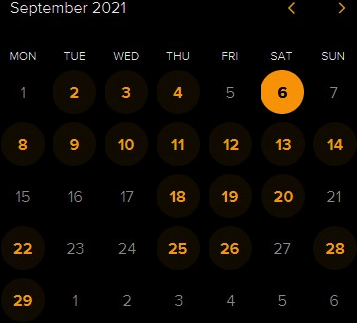 September 2021
MON TUE WED THU FRI SAT SUN
1 2 3 4 5 6 7
8 9 10 11 12 13 14
15 16 17 18 19 20 21
22 23 24 25 26 27 28
29 1 2 3 4 5 6